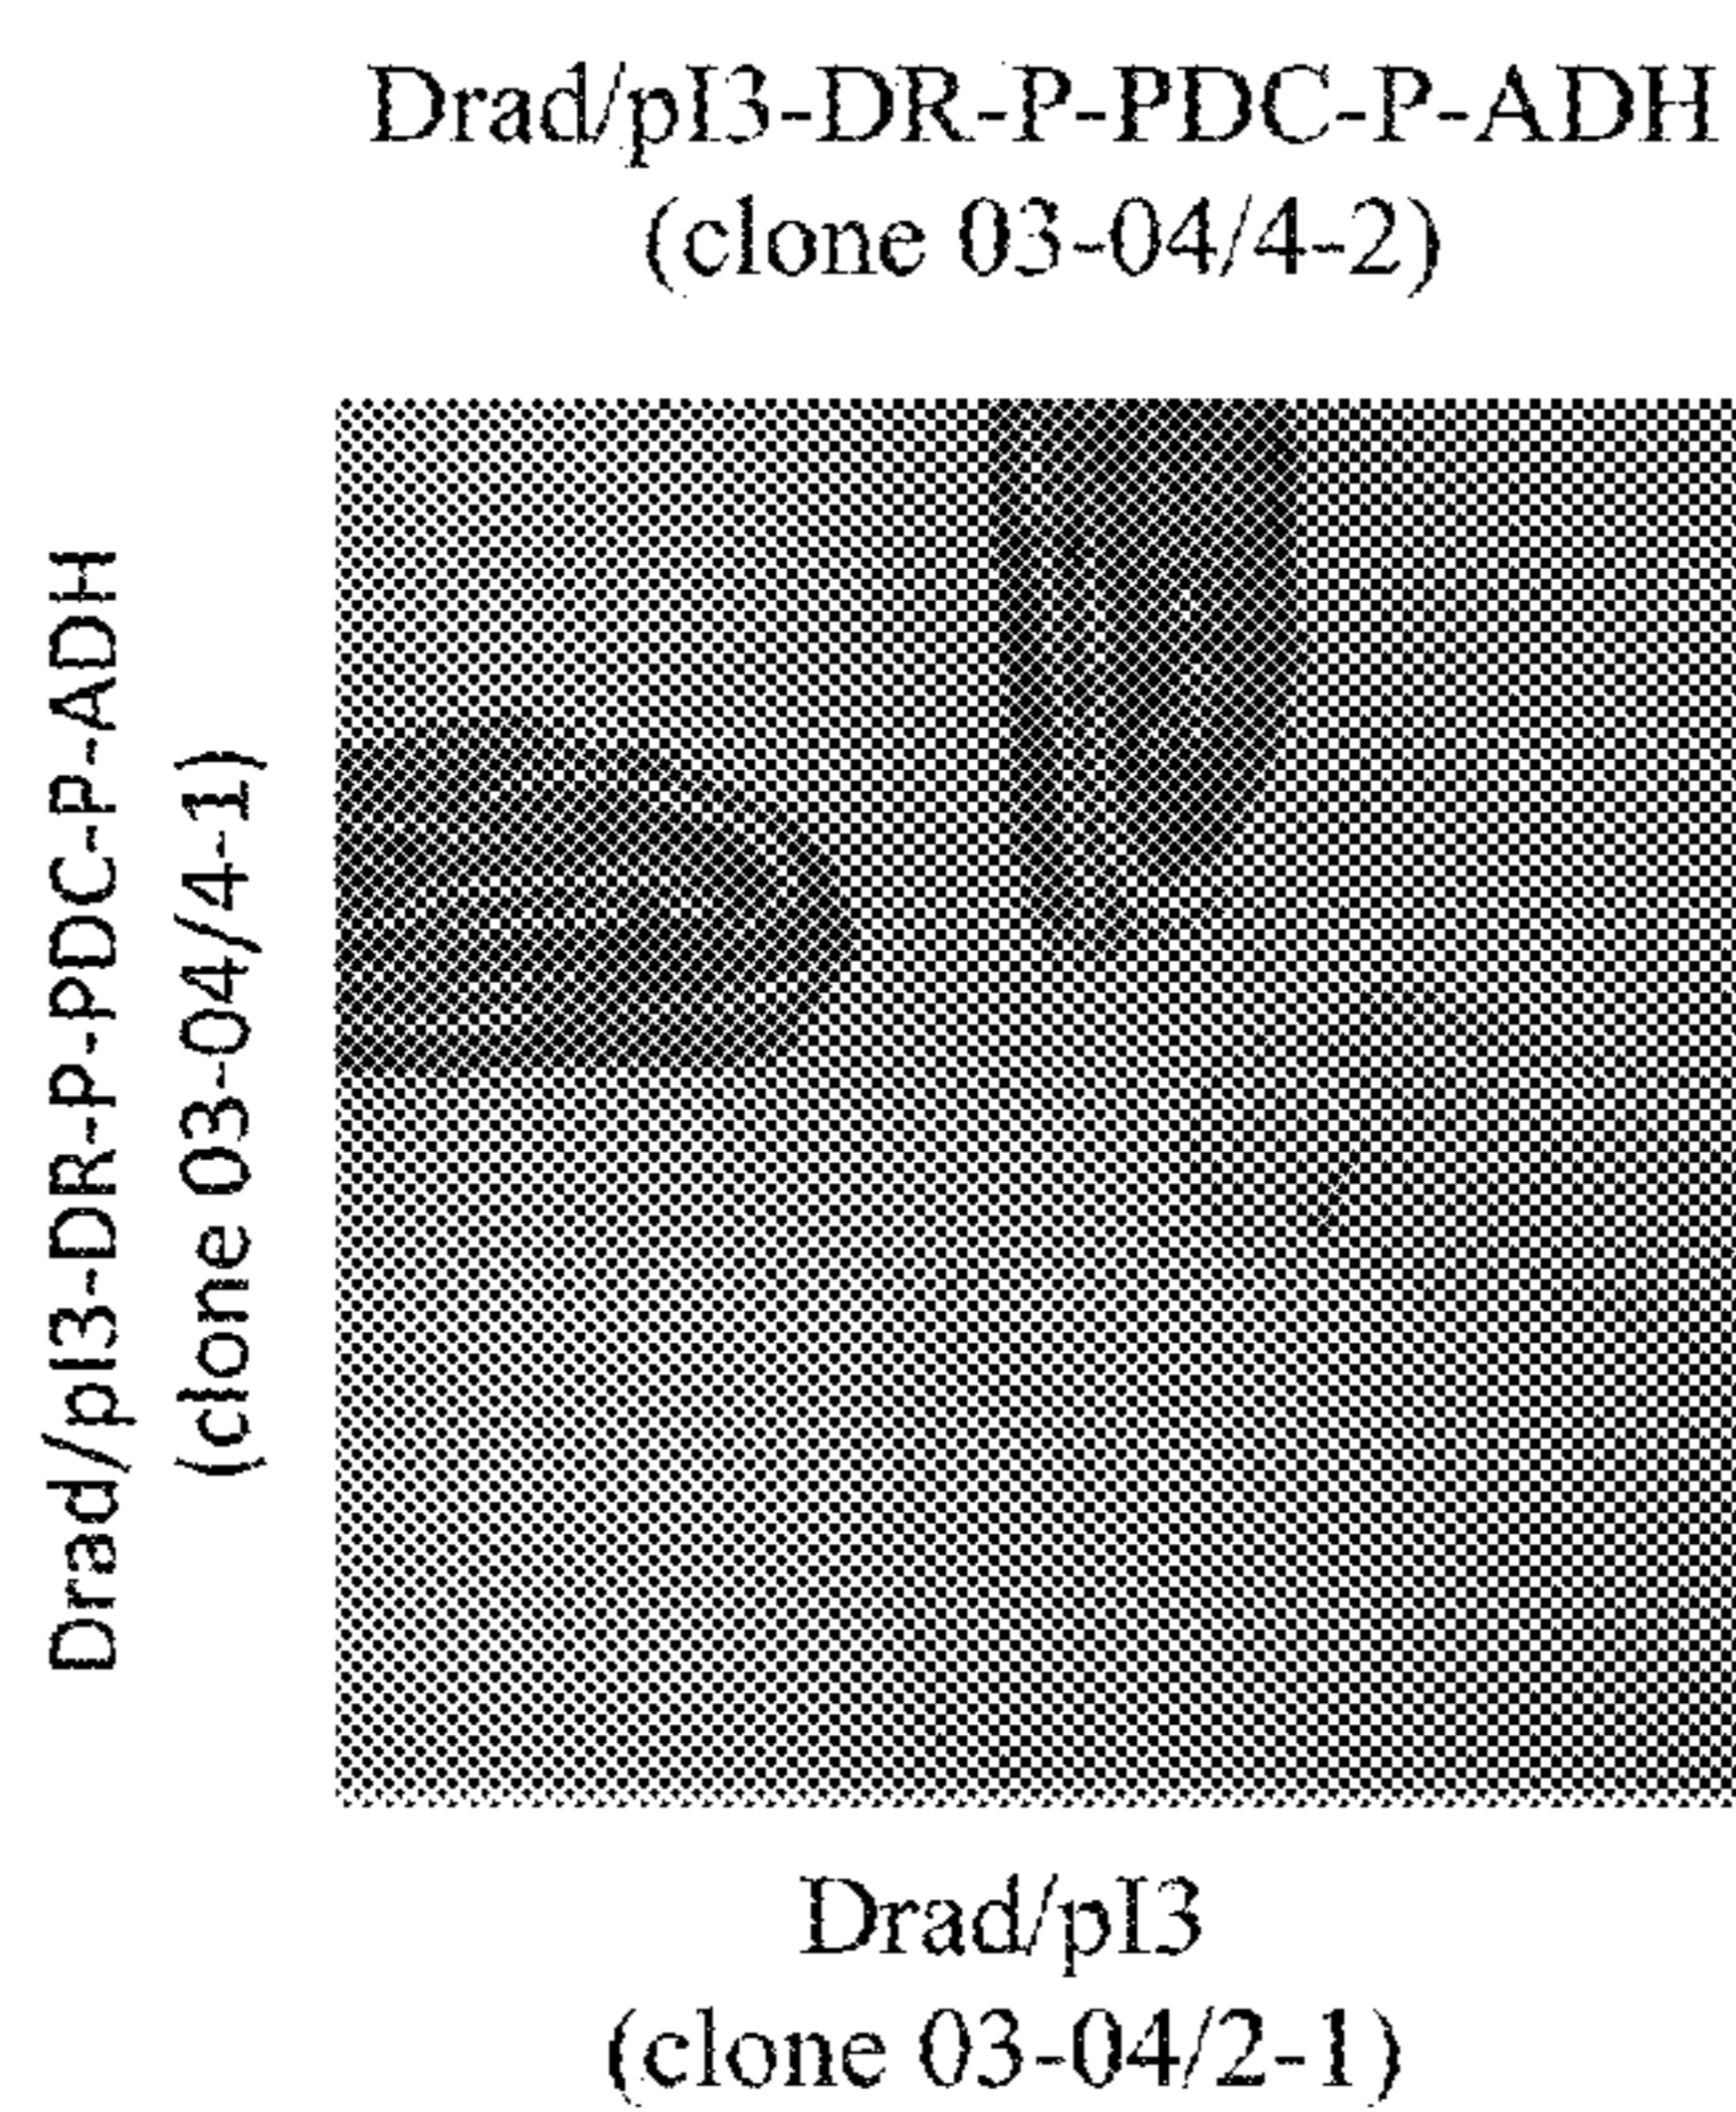 Drad/pI3-DR-P-PDC-P-ADH
(clone 03-04/4-2)
Drad/pI3-DR-P-PDC-P-ADH
(clone 03-04/4-1)
Drad/pI3
(clone 03-04/2-1)